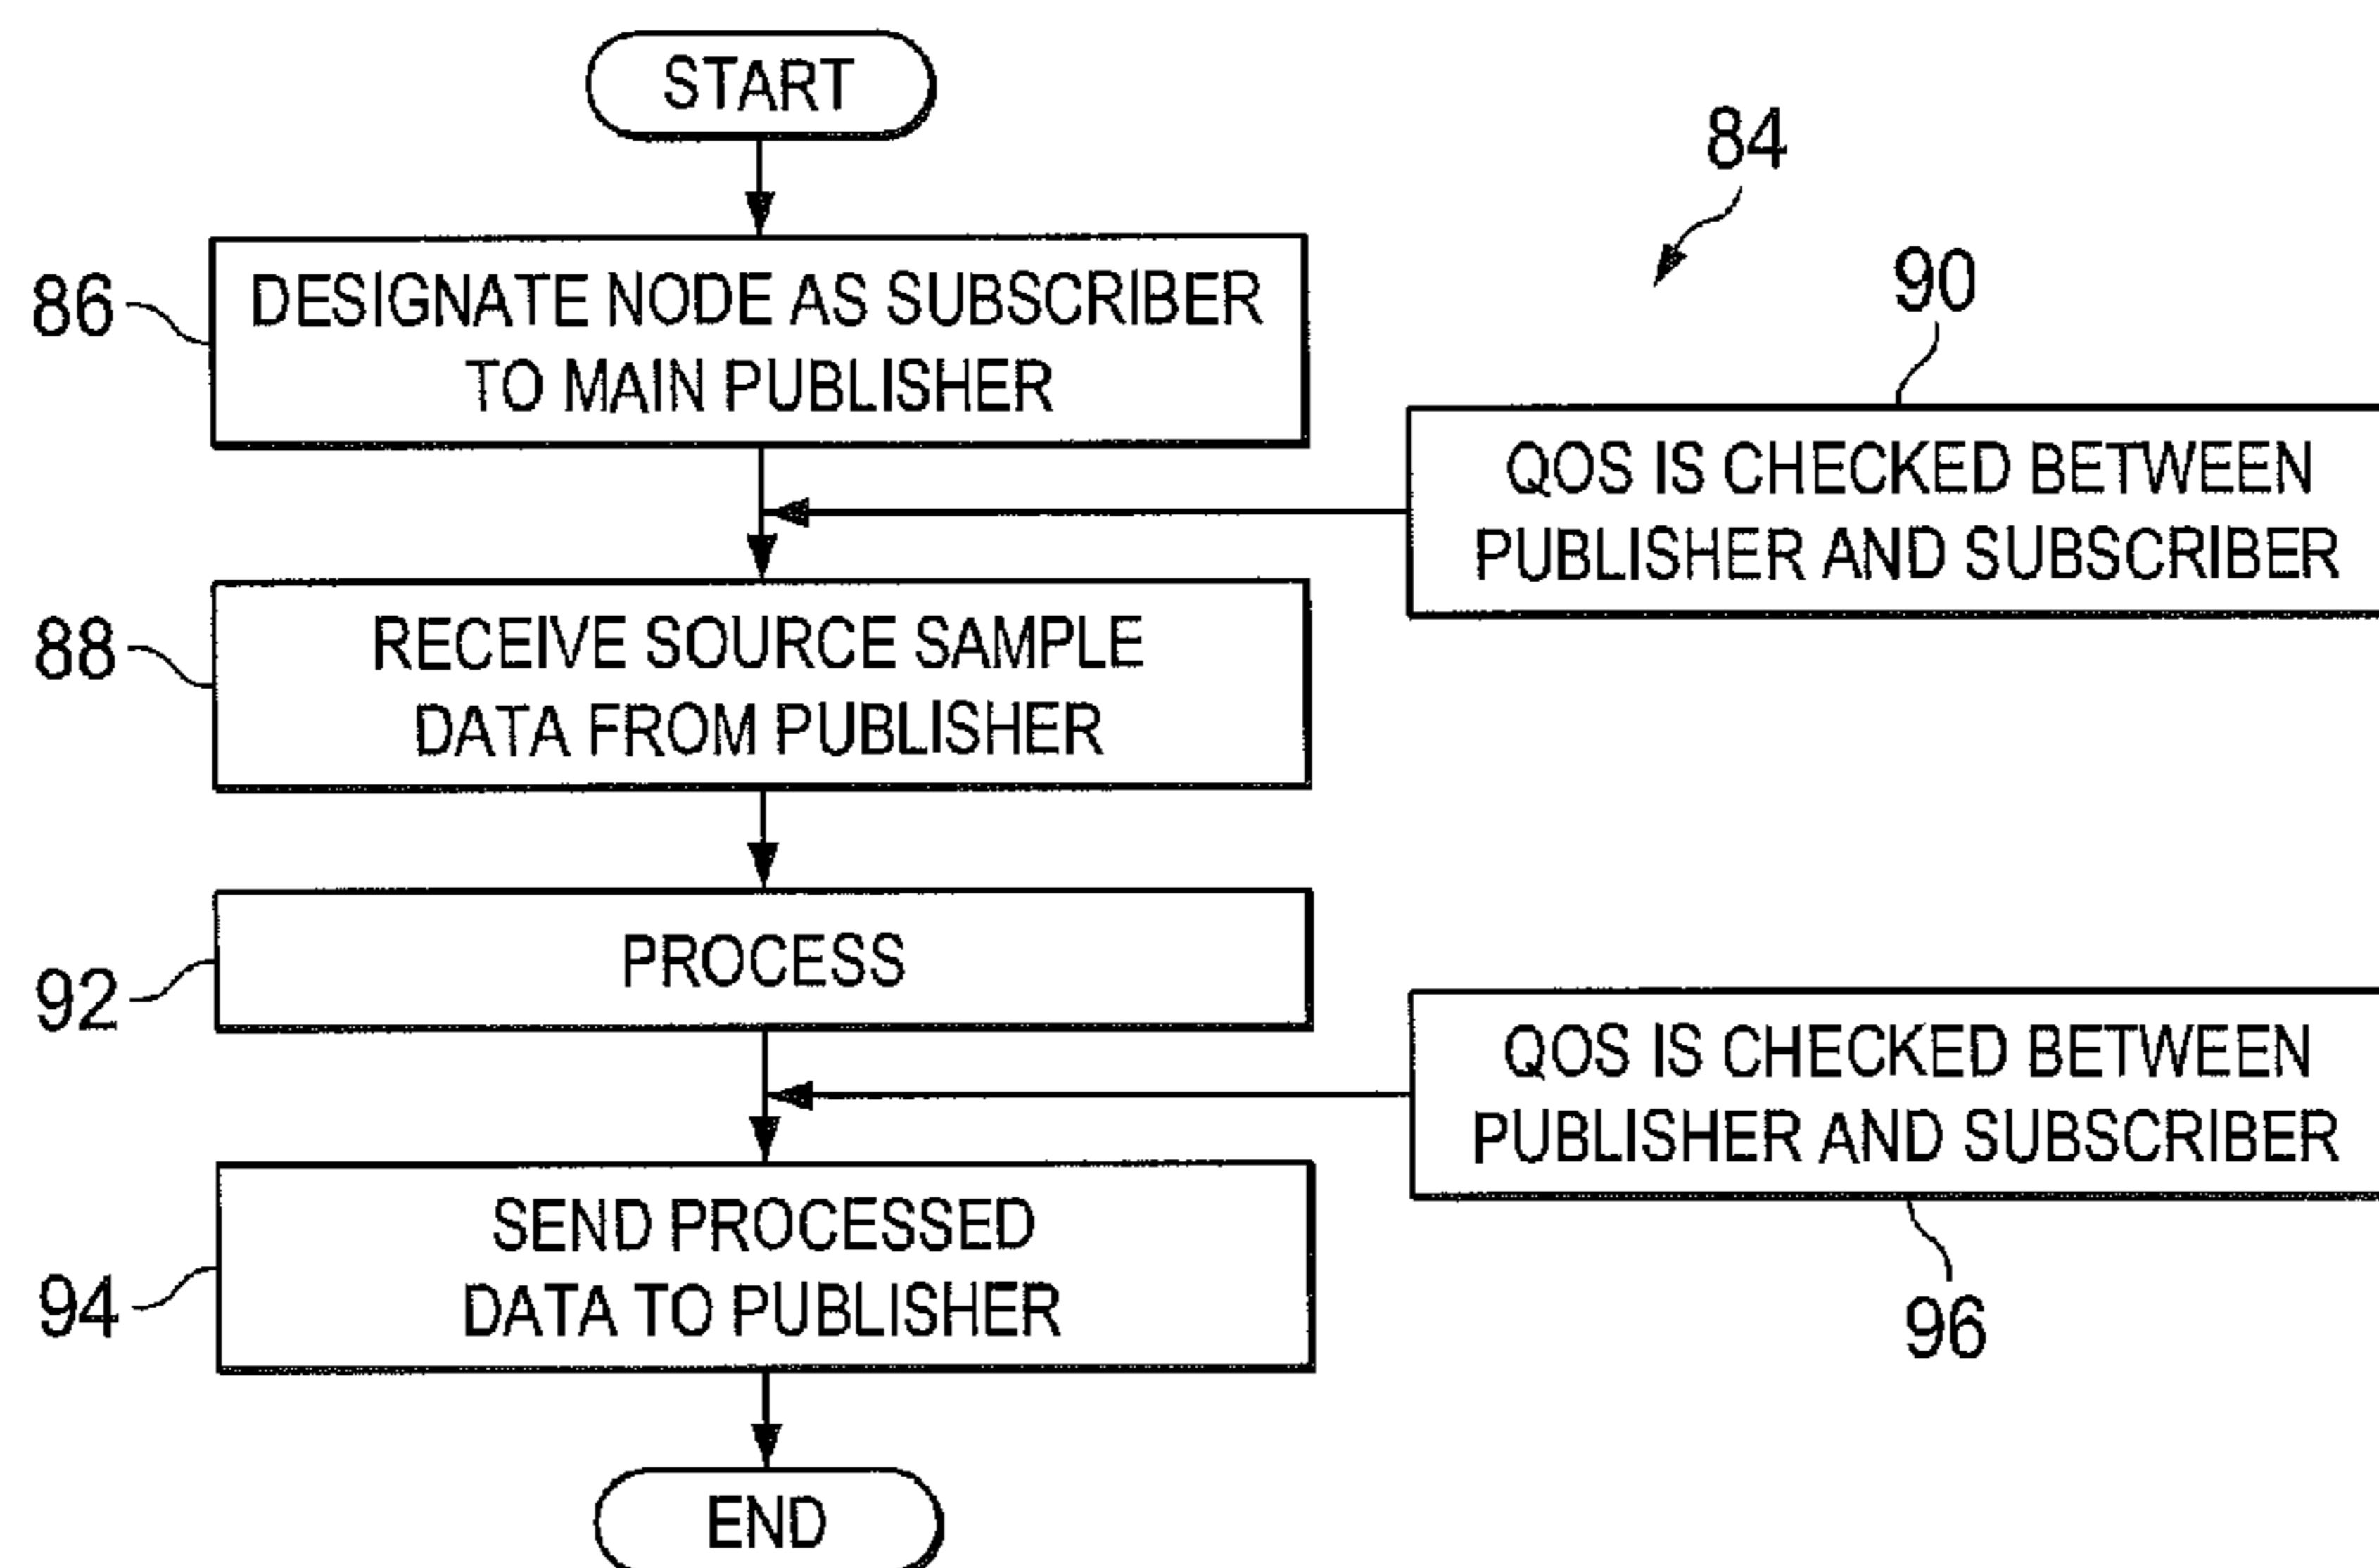 START
84
86
DESIGNATE NODE AS SUBSCRIBER
TO MAIN PUBLISHER
90
QOS IS CHECKED BETWEEN
PUBLISHER AND SUBSCRIBER
88
RECEIVE SOURCE SAMPLE
DATA FROM PUBLISHER
92
PROCESS
QOS IS CHECKED BETWEEN
PUBLISHER AND SUBSCRIBER
96
94
SEND PROCESSED
DATA TO PUBLISHER
END